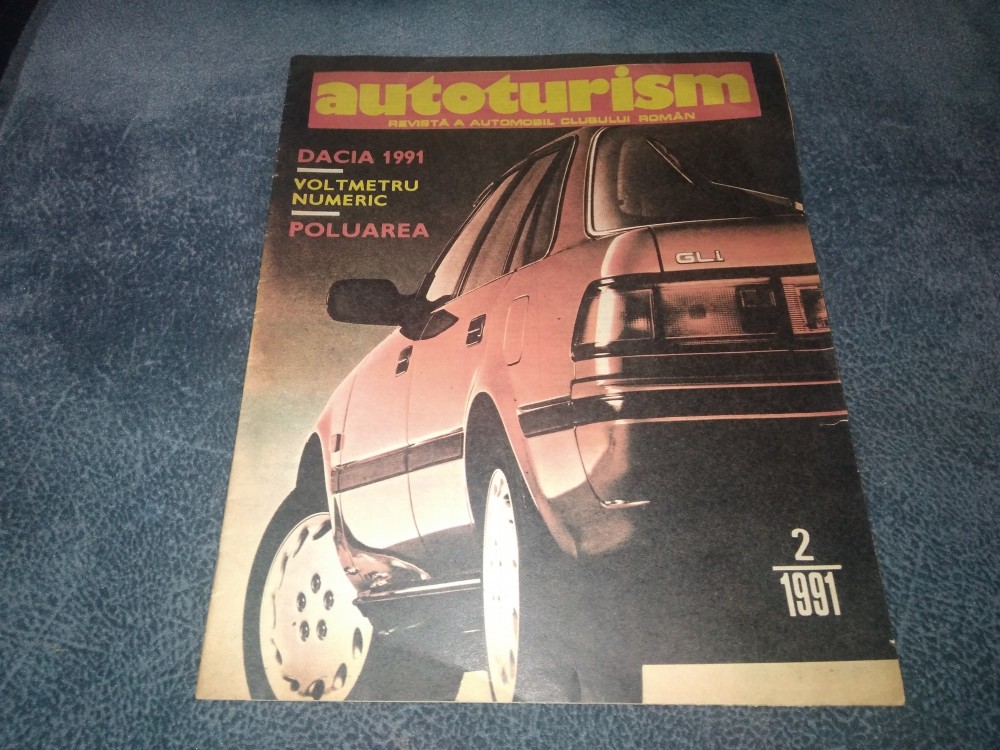 autoturism
REVISTĂ A AUTOMOBIL CLUBULUI ROMÂN
DACIA 1991
VOLTMETRU
NUMERIC
POLUAREA
GLi
2
1991